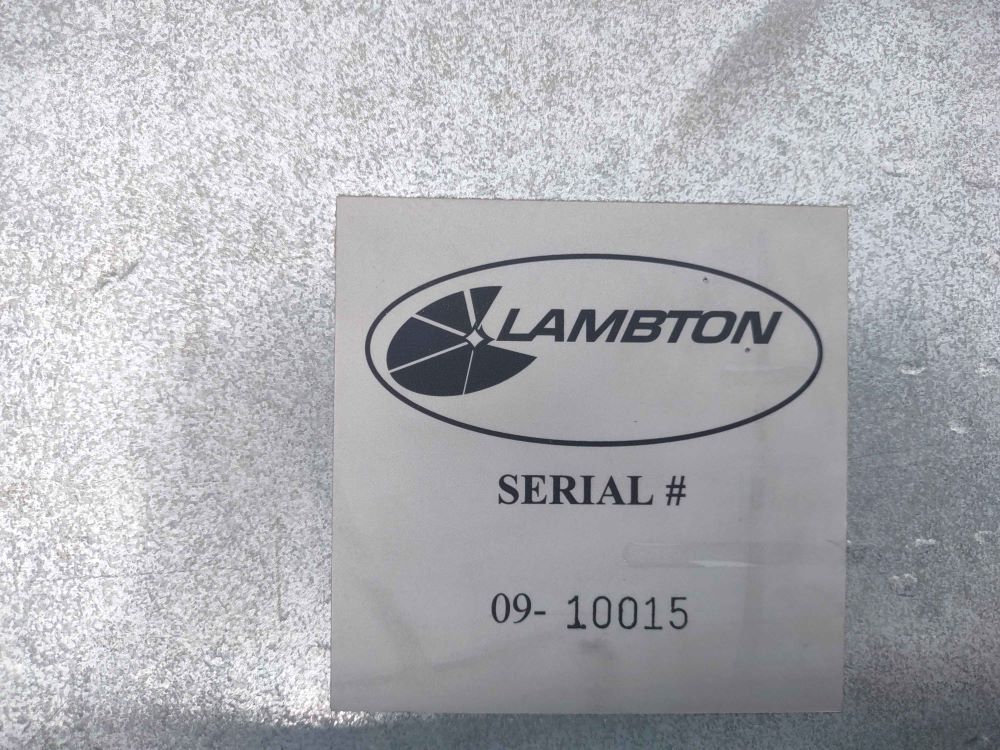 LAMBTON
SERIAL #
09- 10015